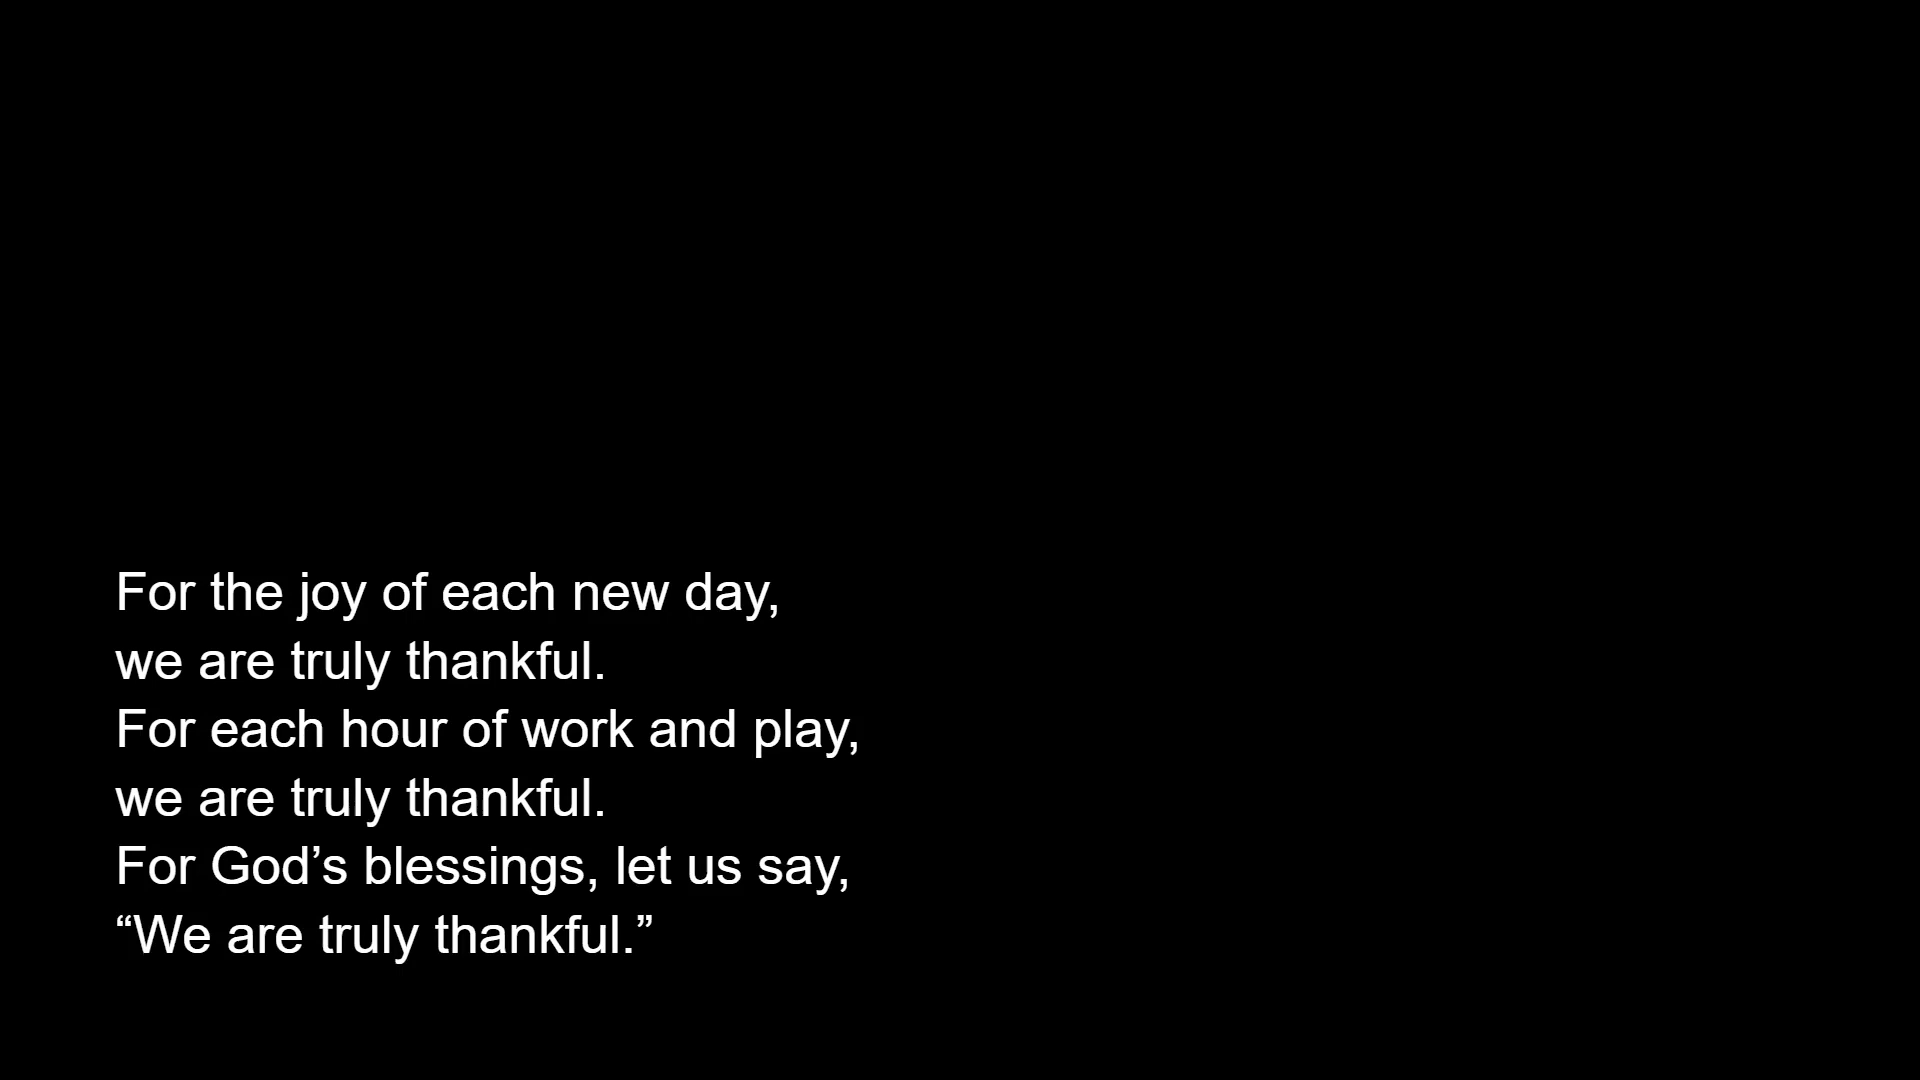 For the joy of each new day,
we are truly thankful.
For each hour of work and play,
we are truly thankful.
For God’s blessings, let us say,
“We are truly thankful.”